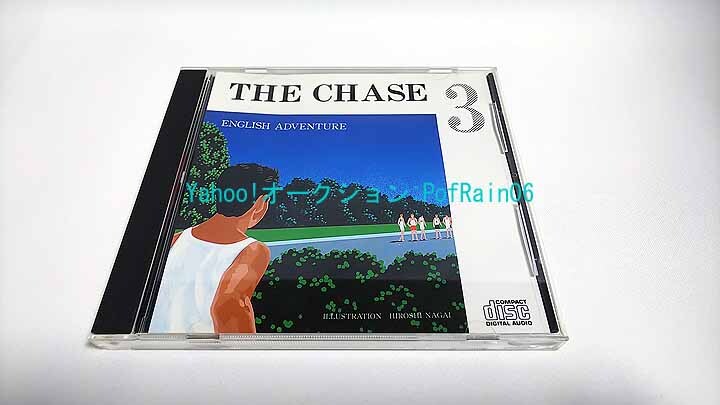 THE CHASE 3
ENGLISH ADVENTURE
Yahoo!オークション:PofRain06
ILLUSTRATION HIROSHI NAGAI
COMPACT
disc
DIGITAL AUDIO